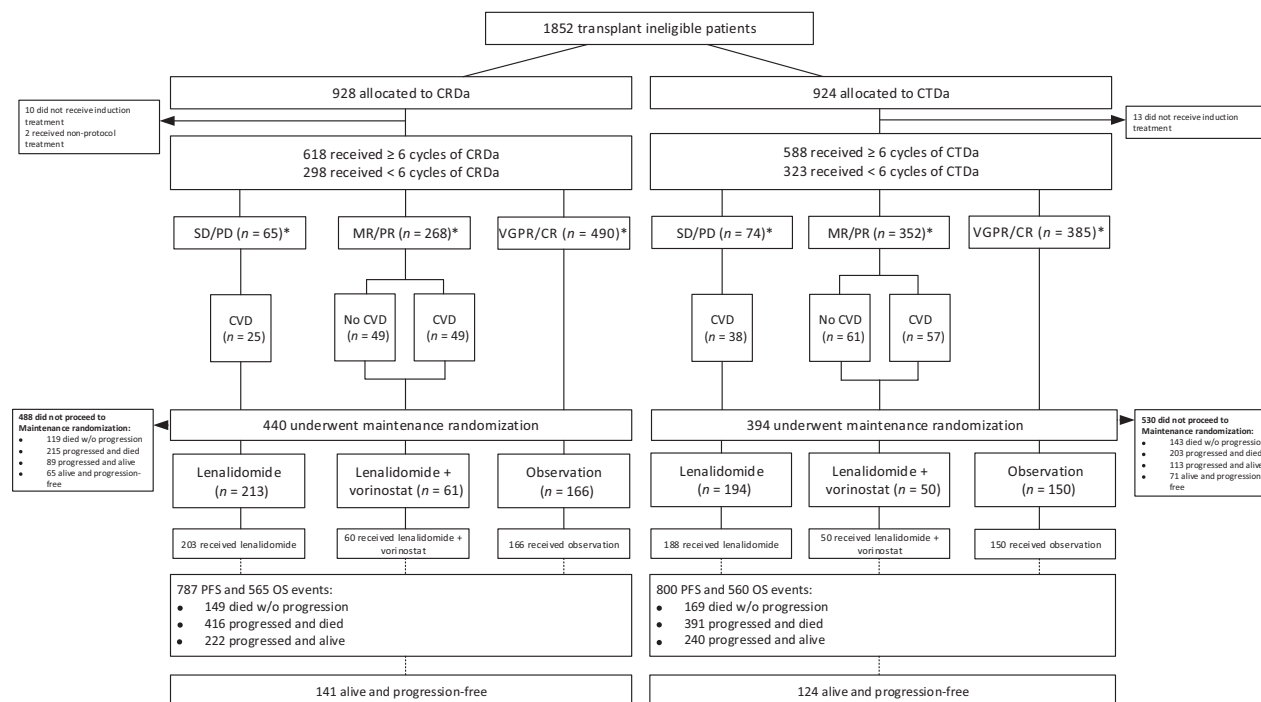 1852 transplant ineligible patients
928 allocated to CRDa
924 allocated to CTDa
10 did not receive induction
treatment
2 received non-protocol
treatment
13 did not receive induction
treatment
618 received ≥ 6 cycles of CRDa
298 received < 6 cycles of CRDa
588 received ≥ 6 cycles of CTDa
323 received < 6 cycles of CTDa
SD/PD (n = 65)*
MR/PR (n = 268)*
VGPR/CR (n = 490)*
SD/PD (n = 74)*
MR/PR (n = 352)*
VGPR/CR (n = 385)*
CVD
(n = 25)
No CVD
(n = 49)
CVD
(n = 49)
CVD
(n = 38)
No CVD
(n = 61)
CVD
(n = 57)
488 did not proceed to
Maintenance randomization:
• 119 died w/o progression
• 215 progressed and died
• 89 progressed and alive
• 65 alive and progression-
free
440 underwent maintenance randomization
394 underwent maintenance randomization
530 did not proceed to
Maintenance randomization:
• 143 died w/o progression
• 203 progressed and died
• 113 progressed and alive
• 71 alive and progression-
free
Lenalidomide
(n = 213)
Lenalidomide +
vorinostat (n = 61)
Observation
(n = 166)
Lenalidomide
(n = 194)
Lenalidomide +
vorinostat (n = 50)
Observation
(n = 150)
203 received lenalidomide
60 received lenalidomide +
vorinostat
166 received observation
188 received lenalidomide
50 received lenalidomide +
vorinostat
150 received observation
787 PFS and 565 OS events:
• 149 died w/o progression
• 416 progressed and died
• 222 progressed and alive
800 PFS and 560 OS events:
• 169 died w/o progression
• 391 progressed and died
• 240 progressed and alive
141 alive and progression-free
124 alive and progression-free